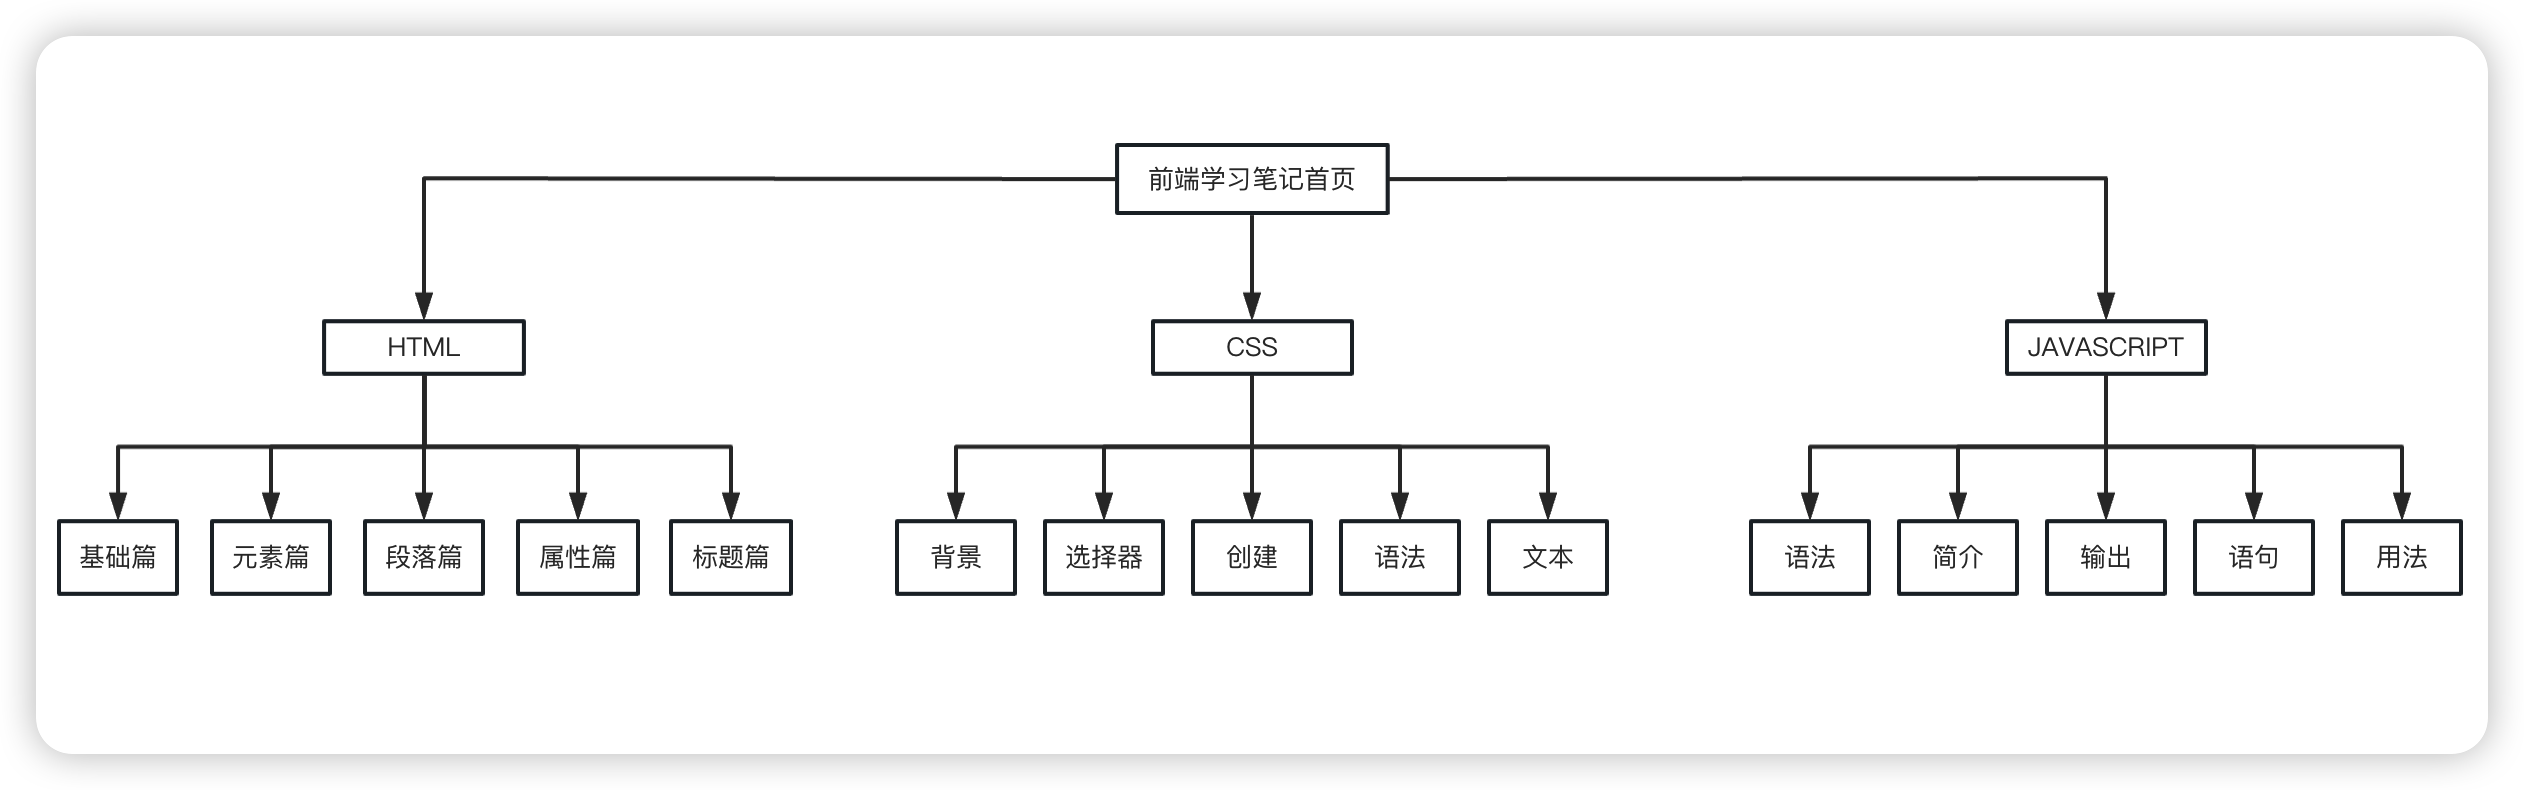 前端学习笔记首页
HTML
CSS
JAVASCRIPT
基础篇
元素篇
段落篇
属性篇
标题篇
背景
选择器
创建
语法
文本
语法
简介
输出
语句
用法